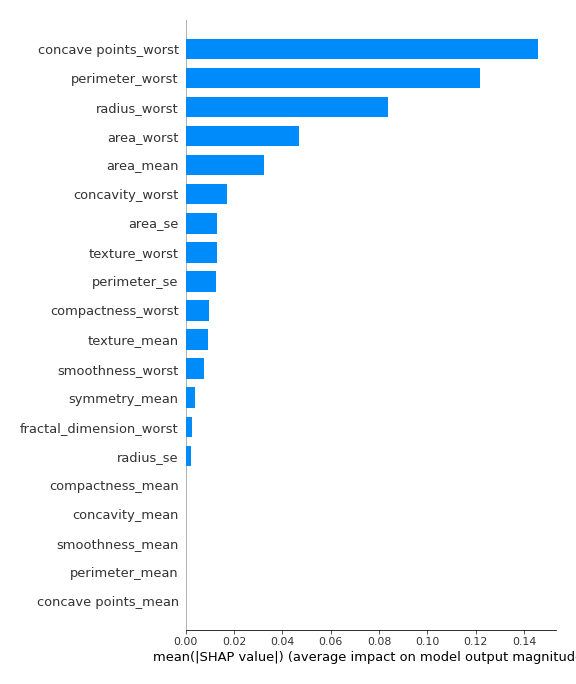 concave points_worst
perimeter_worst
radius_worst
area_worst
area_mean
concavity_worst
area_se
texture_worst
perimeter_se
compactness_worst
texture_mean
smoothness_worst
symmetry_mean
fractal_dimension_worst
radius_se
compactness_mean
concavity_mean
smoothness_mean
perimeter_mean
concave points_mean
0.00 0.02 0.04 0.06 0.08 0.10 0.12 0.14
mean(|SHAP value|) (average impact on model output magnitud